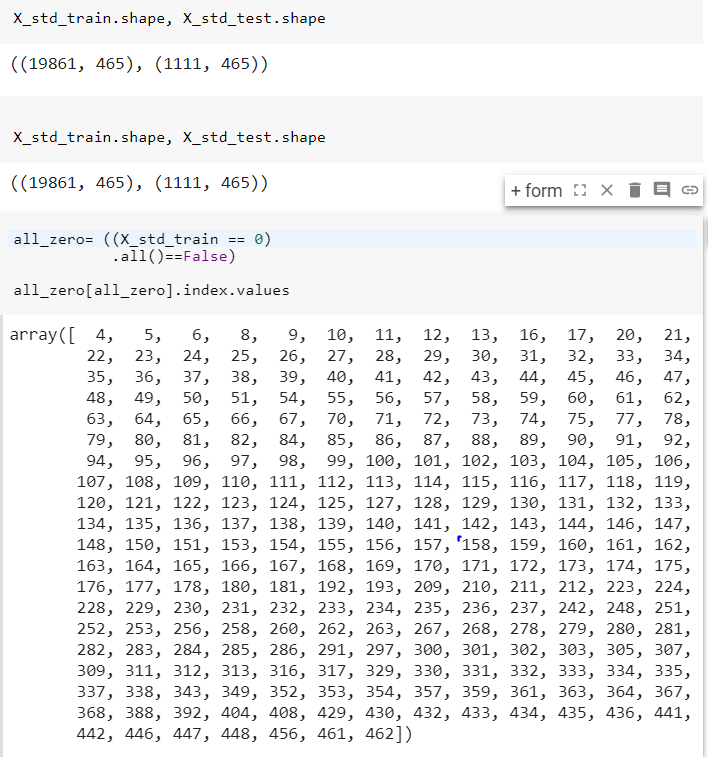 X_std_train.shape, X_std_test.shape
((19861, 465), (1111, 465))
X_std_train.shape, X_std_test.shape
((19861, 465), (1111, 465))
+ form
all_zero= ((X_std_train == 0)
.all()==False)
all_zero[all_zero].index.values
array([ 4, 5, 6, 8, 9, 10, 11, 12, 13, 16, 17, 20, 21,
22, 23, 24, 25, 26, 27, 28, 29, 30, 31, 32, 33, 34,
35, 36, 37, 38, 39, 40, 41, 42, 43, 44, 45, 46, 47,
48, 49, 50, 51, 54, 55, 56, 57, 58, 59, 60, 61, 62,
63, 64, 65, 66, 67, 70, 71, 72, 73, 74, 75, 77, 78,
79, 80, 81, 82, 84, 85, 86, 87, 88, 89, 90, 91, 92,
94, 95, 96, 97, 98, 99, 100, 101, 102, 103, 104, 105, 106,
107, 108, 109, 110, 111, 112, 113, 114, 115, 116, 117, 118, 119,
120, 121, 122, 123, 124, 125, 127, 128, 129, 130, 131, 132, 133,
134, 135, 136, 137, 138, 139, 140, 141, 142, 143, 144, 146, 147,
148, 150, 151, 153, 154, 155, 156, 157, 158, 159, 160, 161, 162,
163, 164, 165, 166, 167, 168, 169, 170, 171, 172, 173, 174, 175,
176, 177, 178, 180, 181, 192, 193, 209, 210, 211, 212, 223, 224,
228, 229, 230, 231, 232, 233, 234, 235, 236, 237, 242, 248, 251,
252, 253, 256, 258, 260, 262, 263, 267, 268, 278, 279, 280, 281,
282, 283, 284, 285, 286, 291, 297, 300, 301, 302, 303, 305, 307,
309, 311, 312, 313, 316, 317, 329, 330, 331, 332, 333, 334, 335,
337, 338, 343, 349, 352, 353, 354, 357, 359, 361, 363, 364, 367,
368, 388, 392, 404, 408, 429, 430, 432, 433, 434, 435, 436, 441,
442, 446, 447, 448, 456, 461, 462])